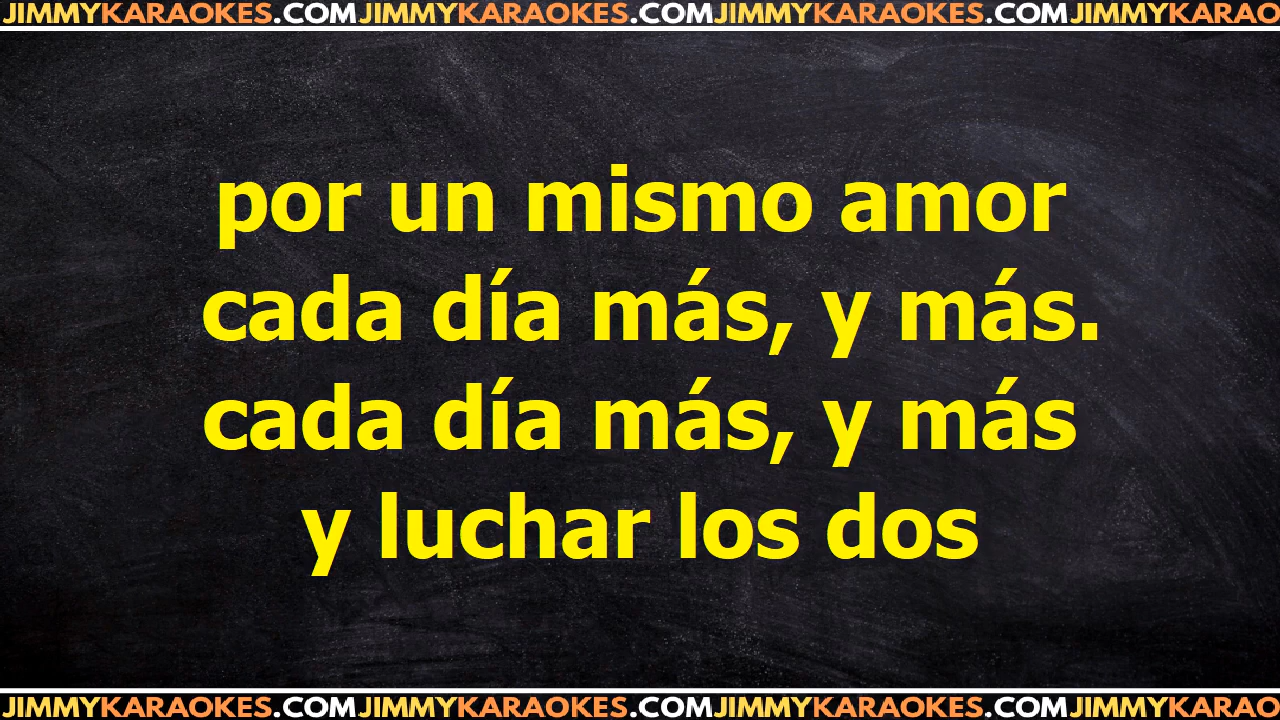 JIMMYKARAOKES.COMJIMMYKARAOKES.COMJIMMYKARAOKES.COMJIMMYKARAO
por un mismo amor
cada día más, y más.
cada día más, y más
y luchar los dos
JIMMYKARAOKES.COMJIMMYKARAOKES.COMJIMMYKARAOKES.COMJIMMYKARAO